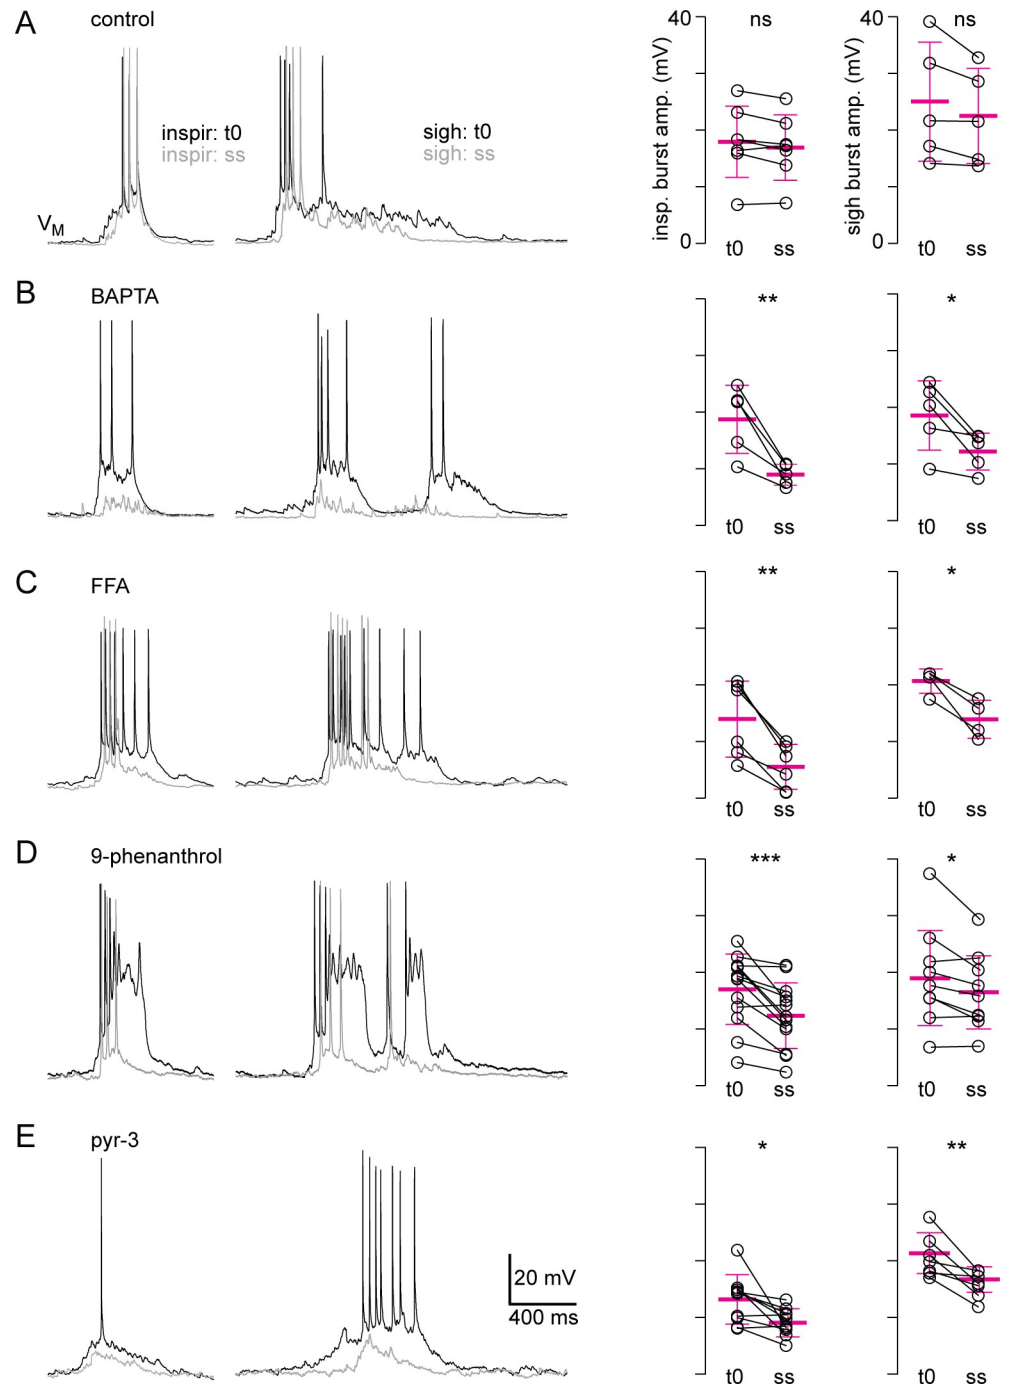 A
control
inspir: t0
inspir: ss
sigh: t0
sigh: ss
VM
insp. burst amp. (mV)
40
0
ns
t0 ss
sigh burst amp. (mV)
40
0
ns
t0 ss
B
BAPTA
**
t0 ss
*
t0 ss
C
FFA
**
t0 ss
*
t0 ss
D
9-phenanthrol
***
t0 ss
*
t0 ss
E
pyr-3
20 mV
400 ms
*
t0 ss
**
t0 ss